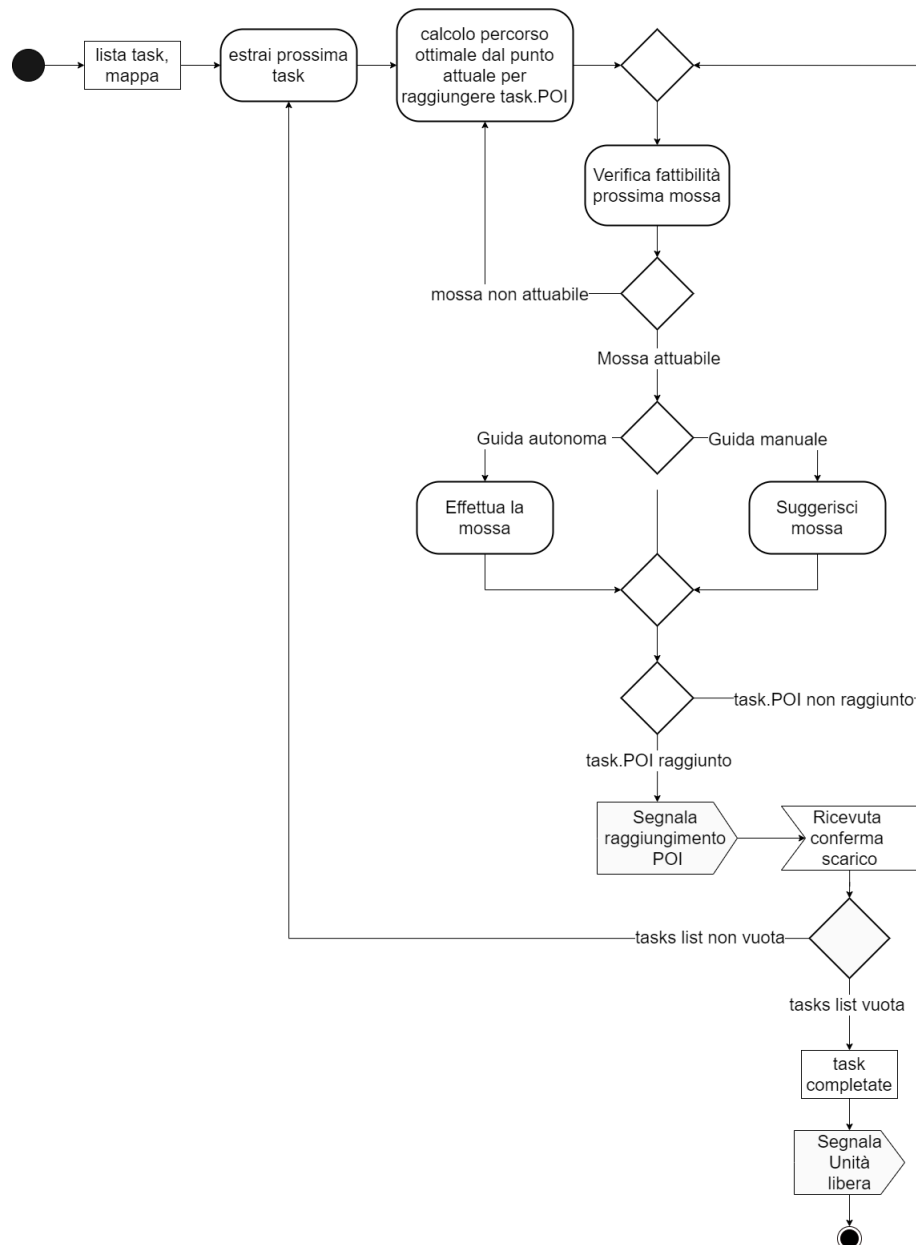 lista task,
mappa
estrai prossima
task
calcolo percorso
ottimale dal punto
attuale per
raggiungere task.POI
Verifica fattibilità
prossima mossa
mossa non attuabile
Mossa attuabile
Guida autonoma
Guida manuale
Effettua la
mossa
Suggerisci
mossa
task.POI non raggiunto
task.POI raggiunto
Segnala
raggiungimento
POI
Ricevuta
conferma
scarico
tasks list non vuota
tasks list vuota
task
completate
Segnala
Unità
libera